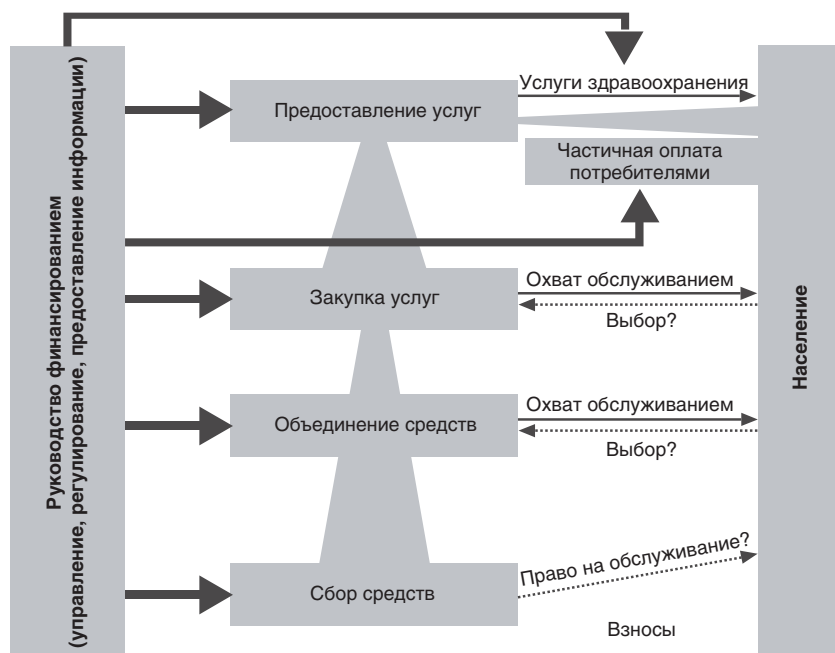 Руководство финансированием
(управление, регулирование, предоставление информации)
Предоставление услуг
Услуги здравоохранения
Частичная оплата
потребителями
Закупка услуг
Охват обслуживанием
Выбор?
Объединение средств
Охват обслуживанием
Выбор?
Сбор средств
Право на обслуживание?
Взносы
Население